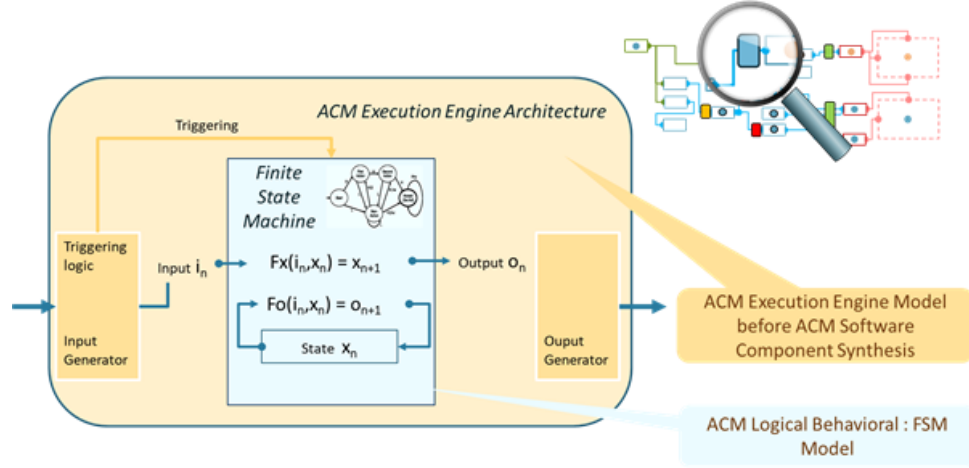 ACM Execution Engine Architecture
Triggering
Finite
State
Machine
Triggering
logic
Input iₙ
Fx(iₙ,xₙ) = xₙ₊₁
Output oₙ
Fo(iₙ,xₙ) = oₙ₊₁
State xₙ
Input
Generator
Ouput
Generator
ACM Execution Engine Model
before ACM Software
Component Synthesis
ACM Logical Behavioral : FSM
Model